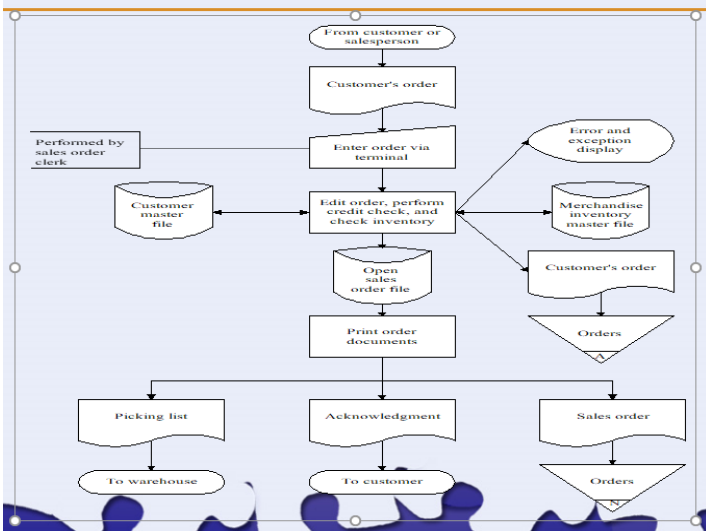 From customer or
salesperson
Customer's order
Performed by
sales order
clerk
Enter order via
terminal
Error and
exception
display
Customer
master
file
Edit order, perform
credit check, and
check inventory
Merchandise
inventory
master file
Open
sales
order file
Customer's order
Print order
documents
Orders
A
Picking list
Acknowledgment
Sales order
To warehouse
To customer
Orders
N